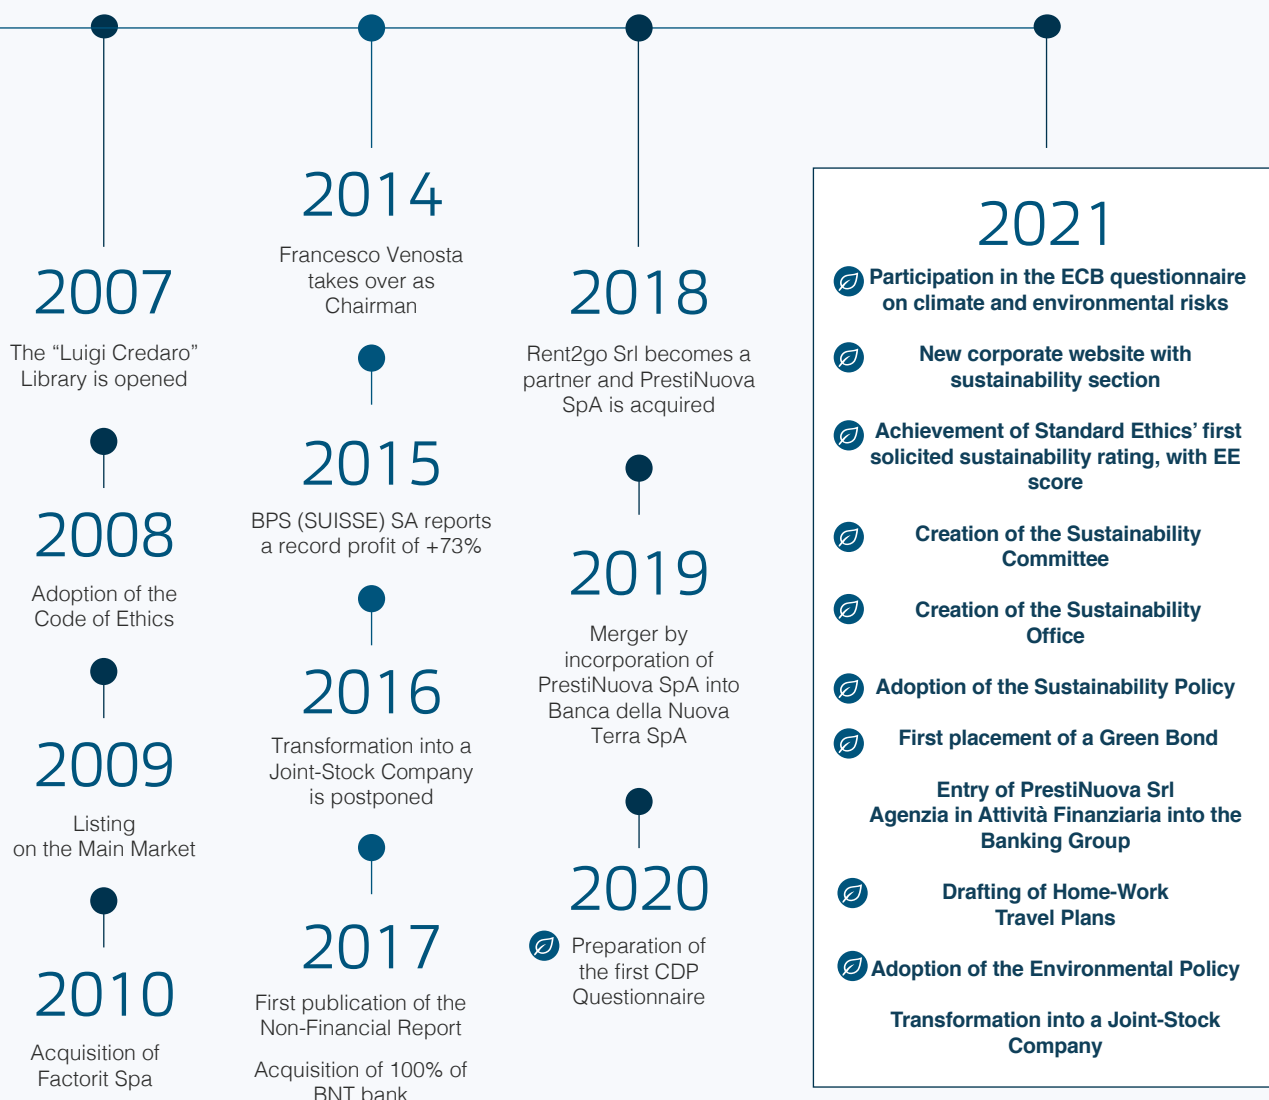 2007
The “Luigi Credaro”
Library is opened
2008
Adoption of the
Code of Ethics
2009
Listing
on the Main Market
2010
Acquisition of
Factorit Spa
2014
Francesco Venosta
takes over as
Chairman
2015
BPS (SUISSE) SA reports
a record profit of +73%
2016
Transformation into a
Joint-Stock Company
is postponed
2017
First publication of the
Non-Financial Report
Acquisition of 100% of
BNT bank
2018
Rent2go Srl becomes a
partner and PrestiNuova
SpA is acquired
2019
Merger by
incorporation of
PrestiNuova SpA into
Banca della Nuova
Terra SpA
2020
Preparation of
the first CDP
Questionnaire
2021
Participation in the ECB questionnaire
on climate and environmental risks
New corporate website with
sustainability section
Achievement of Standard Ethics’ first
solicited sustainability rating, with EE
score
Creation of the Sustainability
Committee
Creation of the Sustainability
Office
Adoption of the Sustainability Policy
First placement of a Green Bond
Entry of PrestiNuova Srl
Agenzia in Attività Finanziaria into the
Banking Group
Drafting of Home-Work
Travel Plans
Adoption of the Environmental Policy
Transformation into a Joint-Stock
Company